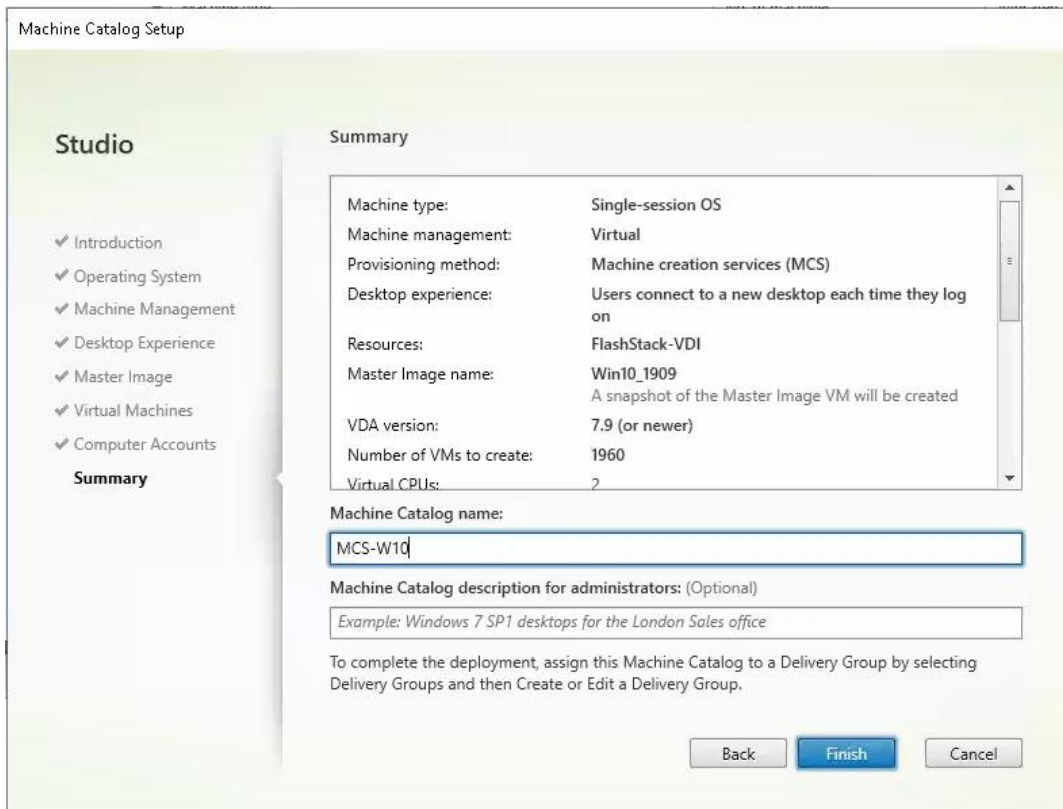 Machine Catalog Setup
Studio
✔ Introduction
✔ Operating System
✔ Machine Management
✔ Desktop Experience
✔ Master Image
✔ Virtual Machines
✔ Computer Accounts
Summary
Summary
Machine type: Single-session OS
Machine management: Virtual
Provisioning method: Machine creation services (MCS)
Desktop experience: Users connect to a new desktop each time they log
on
Resources: FlashStack-VDI
Master Image name: Win10_1909
A snapshot of the Master Image VM will be created
VDA version: 7.9 (or newer)
Number of VMs to create: 1960
Virtual CPUs: 2
Machine Catalog name:
MCS-W10
Machine Catalog description for administrators: (Optional)
Example: Windows 7 SP1 desktops for the London Sales office
To complete the deployment, assign this Machine Catalog to a Delivery Group by selecting
Delivery Groups and then Create or Edit a Delivery Group.
Back Finish Cancel